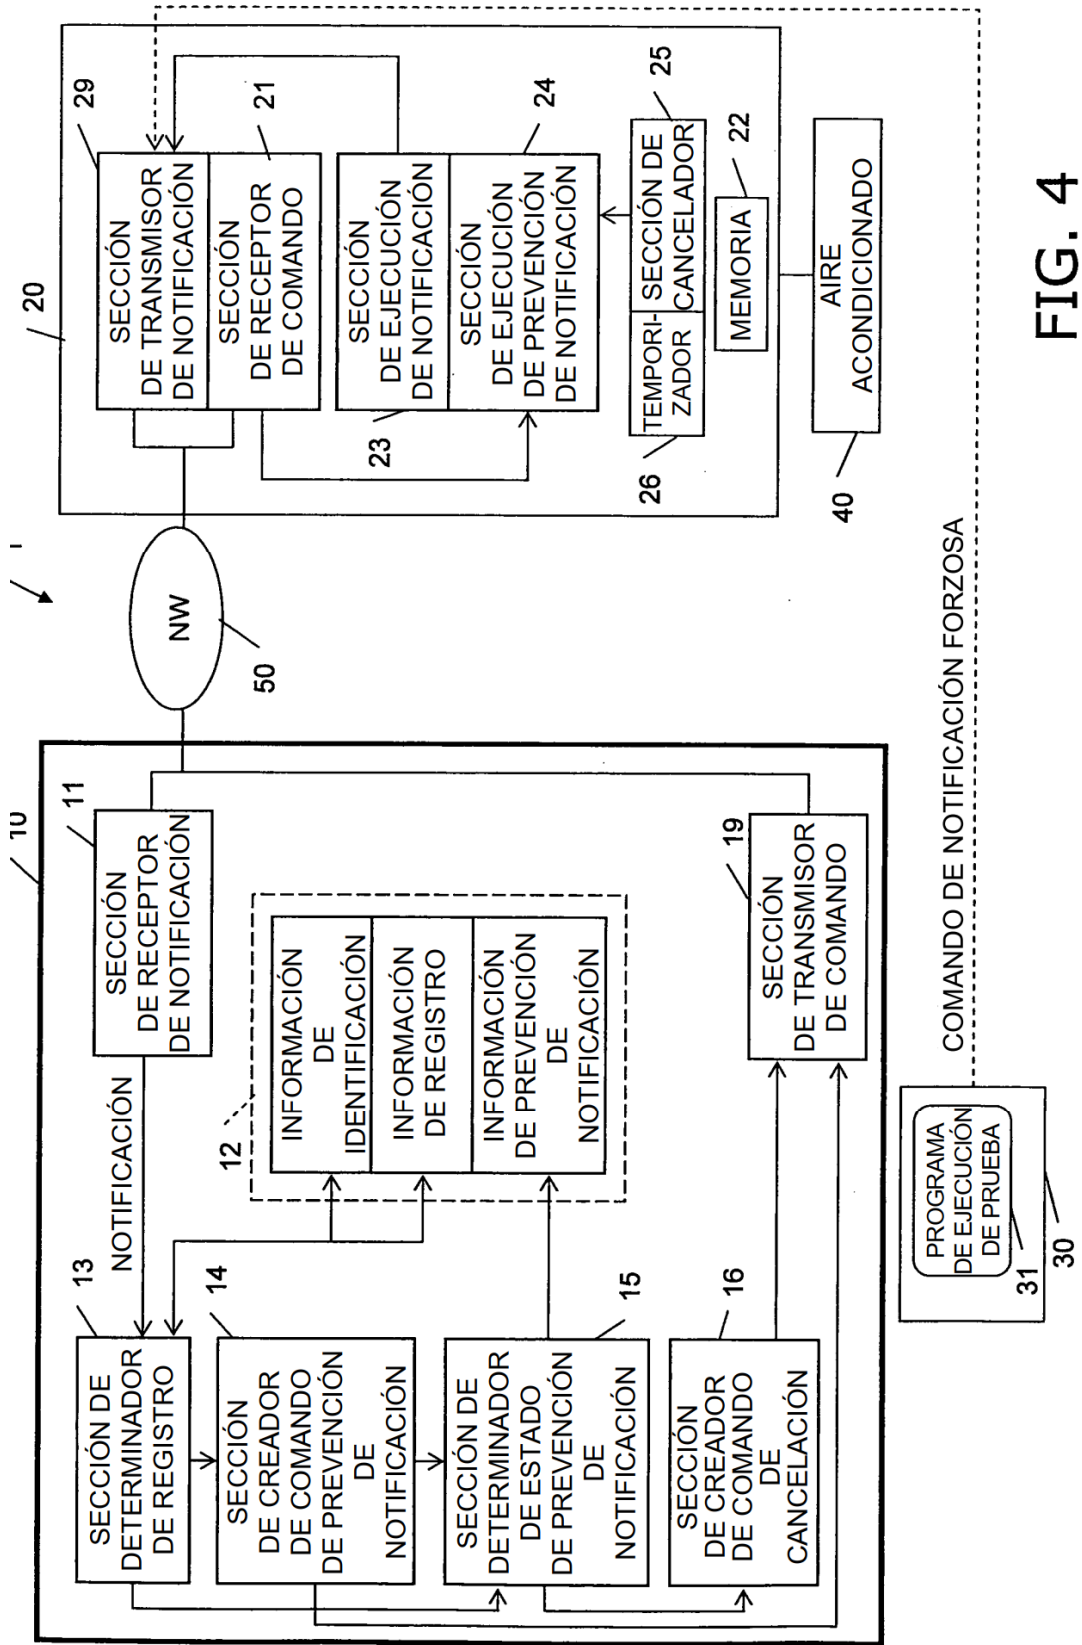 10
11
SECCIÓN
DE RECEPTOR
DE NOTIFICACIÓN
NOTIFICACIÓN
13
SECCIÓN DE
DETERMINADOR
DE REGISTRO
14
SECCIÓN
DE CREADOR
DE COMANDO
DE PREVENCIÓN
DE
NOTIFICACIÓN
15
SECCIÓN DE
DETERMINADOR
DE ESTADO
DE PREVENCIÓN
DE
NOTIFICACIÓN
16
SECCIÓN
DE CREADOR
DE COMANDO
DE
CANCELACIÓN
12
INFORMACIÓN
DE
IDENTIFICACIÓN
INFORMACIÓN
DE REGISTRO
INFORMACIÓN
DE PREVENCIÓN
DE
NOTIFICACIÓN
19
SECCIÓN
DE TRANSMISOR
DE COMANDO
NW
50
1
20
29
SECCIÓN
DE TRANSMISOR
DE NOTIFICACIÓN
21
SECCIÓN
DE RECEPTOR
DE COMANDO
23
SECCIÓN
DE EJECUCIÓN
DE NOTIFICACIÓN
24
SECCIÓN
DE EJECUCIÓN
DE PREVENCIÓN
DE NOTIFICACIÓN
26
TEMPORI-
ZADOR
25
SECCIÓN DE
CANCELADOR
22
MEMORIA
40
AIRE
ACONDICIONADO
PROGRAMA
DE EJECUCIÓN
DE PRUEBA
31
30
COMANDO DE NOTIFICACIÓN FORZOSA
FIG. 4